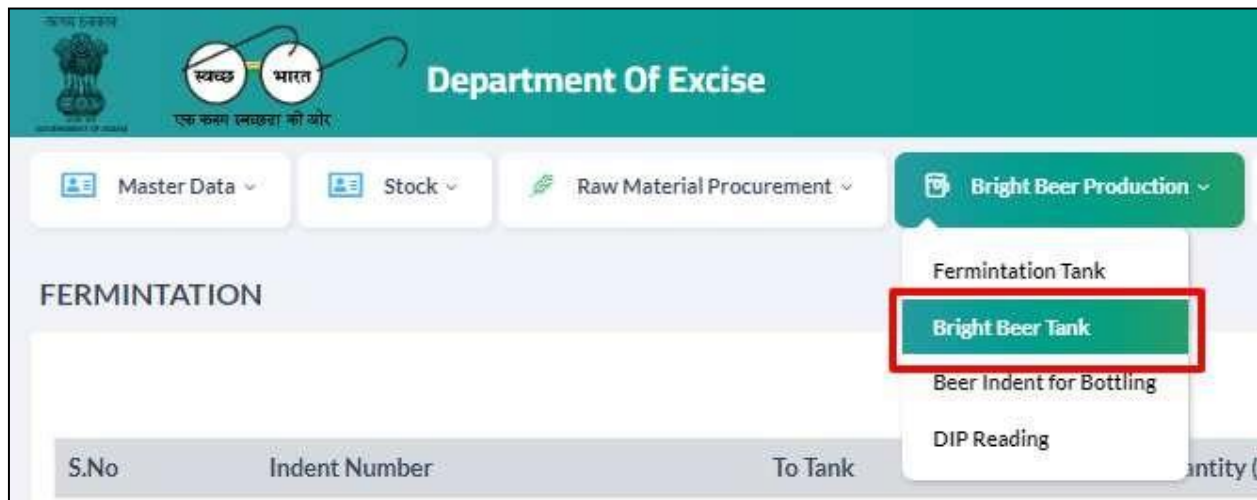 स्वच्छ भारत
एक कदम स्वच्छता की ओर
Department Of Excise
Master Data
Stock
Raw Material Procurement
Bright Beer Production
Fermintation Tank
Bright Beer Tank
Beer Indent for Bottling
DIP Reading
FERMINTATION
S.No
Indent Number
To Tank
antity (